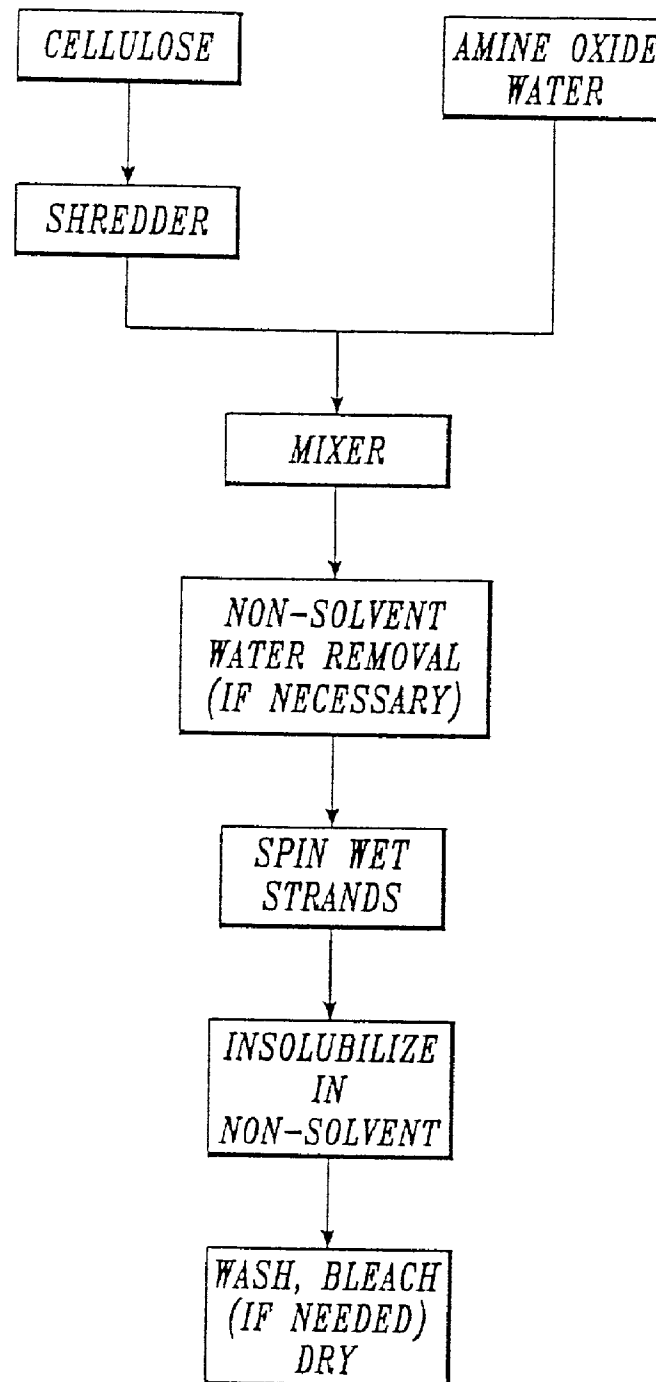 CELLULOSE
AMINE OXIDE
WATER
SHREDDER
MIXER
NON-SOLVENT
WATER REMOVAL
(IF NECESSARY)
SPIN WET
STRANDS
INSOLUBILIZE
IN
NON-SOLVENT
WASH, BLEACH
(IF NEEDED)
DRY